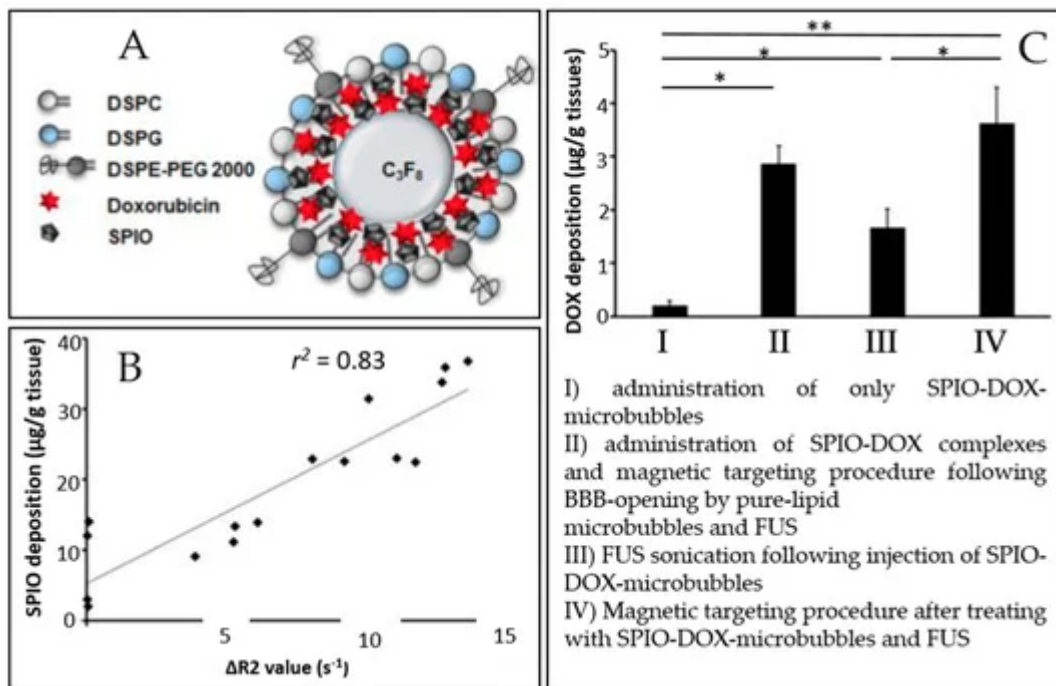 A
DSPC
DSPG
DSPE-PEG 2000
Doxorubicin
SPIO
C₃F₈
B
r² = 0.83
SPIO deposition (µg/g tissue)
40
30
20
10
0
5
10
15
ΔR2 value (s⁻¹)
C
**
*
*
*
DOX deposition (µg/g tissues)
5
4
3
2
1
0
I
II
III
IV
I) administration of only SPIO-DOX-
microbubbles
II) administration of SPIO-DOX complexes
and magnetic targeting procedure following
BBB-opening by pure-lipid
microbubbles and FUS
III) FUS sonication following injection of SPIO-
DOX-microbubbles
IV) Magnetic targeting procedure after treating
with SPIO-DOX-microbubbles and FUS